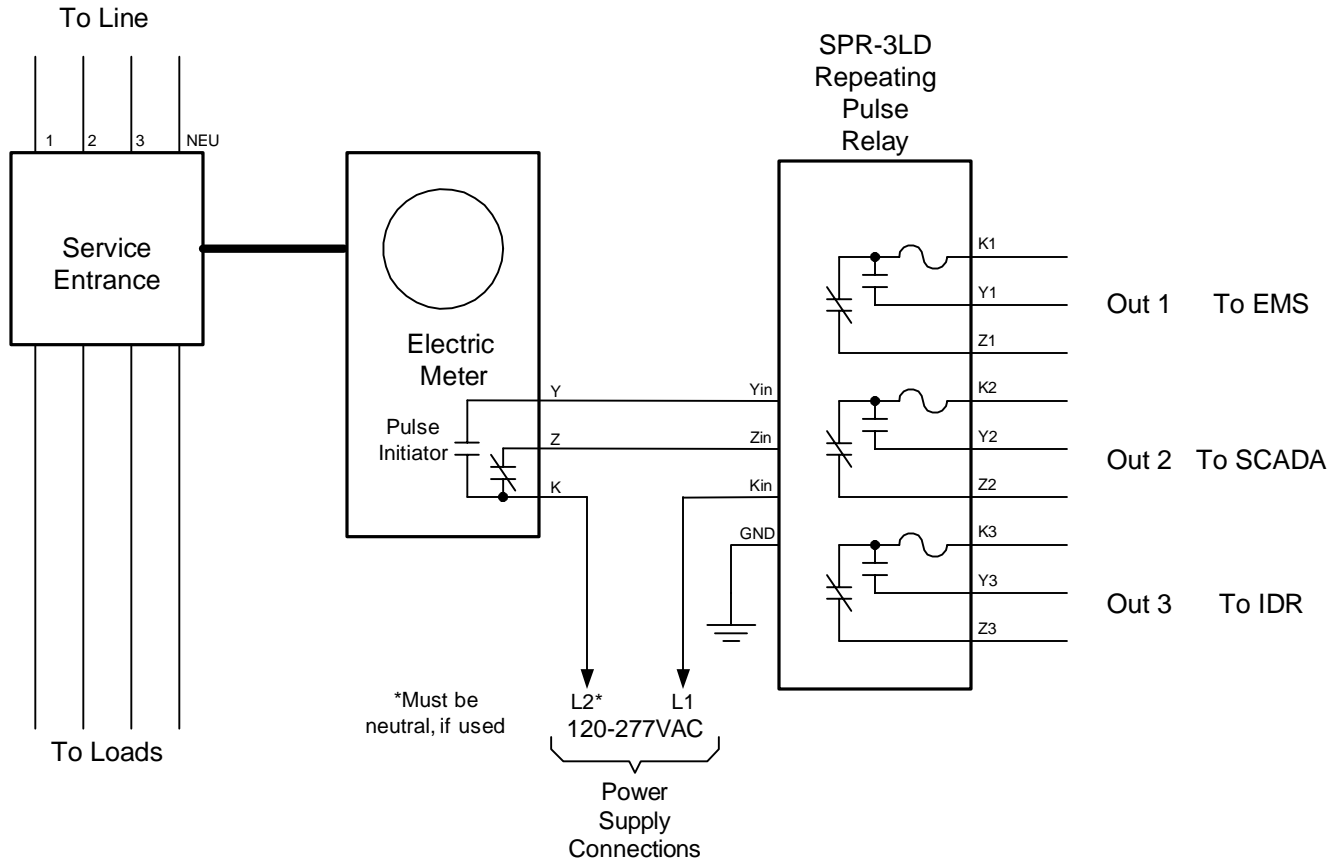 To Line
1
2
3
NEU
Service
Entrance
To Loads
Electric
Meter
Pulse
Initiator
Y
Z
K
Yin
Zin
Kin
GND
*Must be
neutral, if used
L2*
L1
120-277VAC
Power
Supply
Connections
SPR-3LD
Repeating
Pulse
Relay
K1
Y1
Z1
Out 1
To EMS
K2
Y2
Z2
Out 2
To SCADA
K3
Y3
Z3
Out 3
To IDR